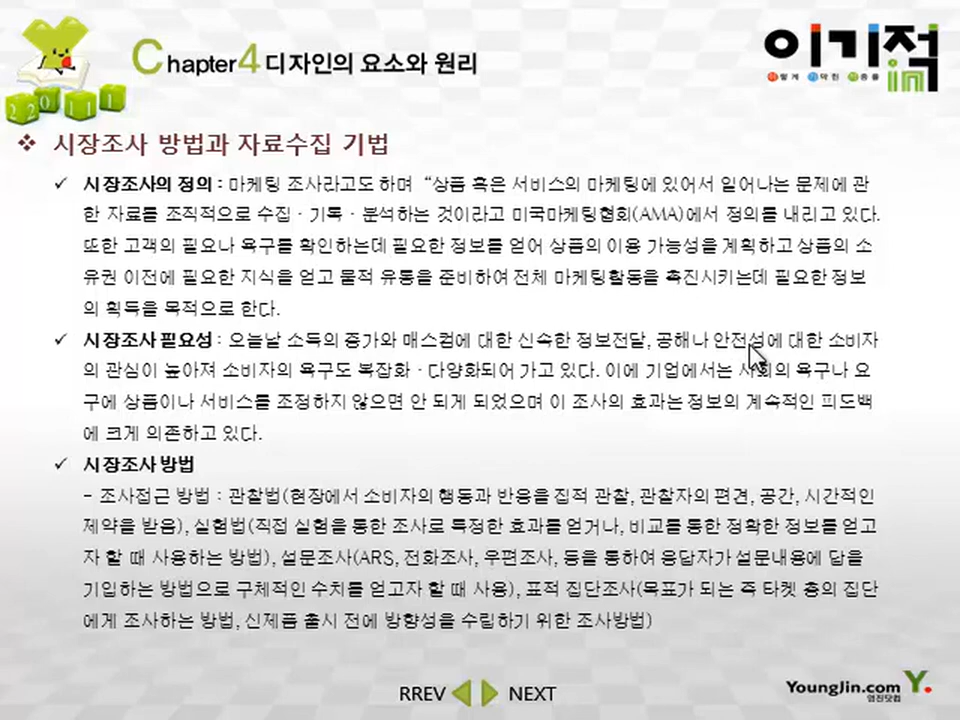 Chapter4 디자인의 요소와 원리
이기적in
이렇게 기막힌 적중률
2011
❖ 시장조사 방법과 자료수집 기법
✓ 시장조사의 정의 : 마케팅 조사라고도 하며 “상품 혹은 서비스의 마케팅에 있어서 일어나는 문제에 관
한 자료를 조직적으로 수집 · 기록 · 분석하는 것이라고 미국마케팅협회(AMA)에서 정의를 내리고 있다.
또한 고객의 필요나 욕구를 확인하는데 필요한 정보를 얻어 상품의 이용 가능성을 계획하고 상품의 소
유권 이전에 필요한 지식을 얻고 물적 유통을 준비하여 전체 마케팅활동을 촉진시키는데 필요한 정보
의 획득을 목적으로 한다.
✓ 시장조사 필요성 : 오늘날 소득의 증가와 매스컴에 대한 신속한 정보전달, 공해나 안전성에 대한 소비자
의 관심이 높아져 소비자의 욕구도 복잡화 · 다양화되어 가고 있다. 이에 기업에서는 사회의 욕구나 요
구에 상품이나 서비스를 조정하지 않으면 안 되게 되었으며 이 조사의 효과는 정보의 계속적인 피드백
에 크게 의존하고 있다.
✓ 시장조사 방법
- 조사접근 방법 : 관찰법(현장에서 소비자의 행동과 반응을 집적 관찰, 관찰자의 편견, 공간, 시간적인
제약을 받음), 실험법(직접 실험을 통한 조사로 특정한 효과를 얻거나, 비교를 통한 정확한 정보를 얻고
자 할 때 사용하는 방법), 설문조사(ARS, 전화조사, 우편조사, 등을 통하여 응답자가 설문내용에 답을
기입하는 방법으로 구체적인 수치를 얻고자 할 때 사용), 표적 집단조사(목표가 되는 즉 타켓 층의 집단
에게 조사하는 방법, 신제품 출시 전에 방향성을 수립하기 위한 조사방법)
RREV NEXT
YoungJin.com Y.
영진닷컴